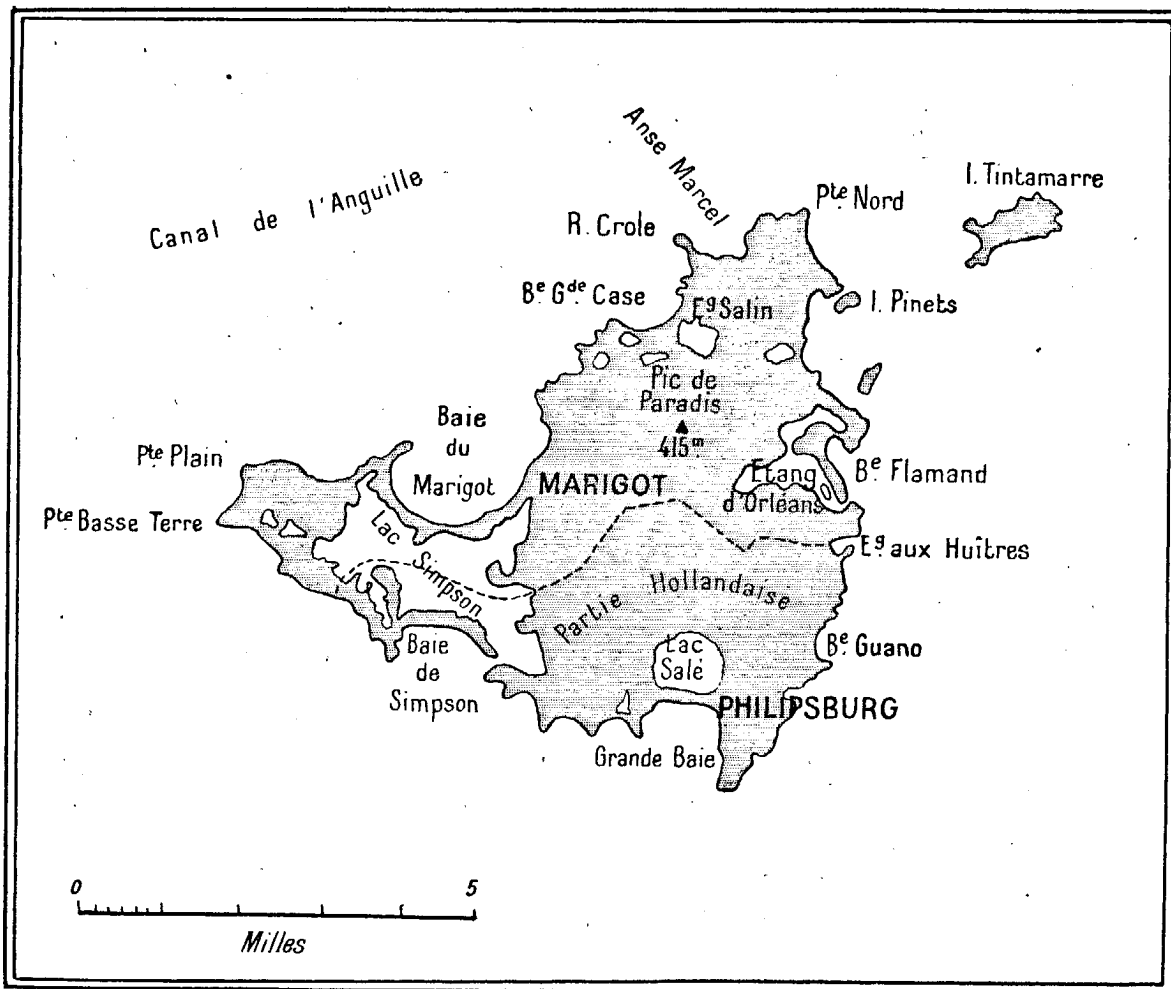 Anse Marcel
Canal de l'Anguille
I. Tintamarre
Pte Nord
R. Crole
Be. Gde. Case
Eg Salin
I. Pinets
Pic de
Paradis
415m
Baie
du
Marigot
Pte Plain
MARIGOT
Etang
d'Orléans
Be Flamand
Pte Basse Terre
Lac
Simpson
Eg. aux Huîtres
Partie Hollandaise
Baie
de
Simpson
Lac
Salé
Be. Guano
PHILIPSBURG
Grande Baie
0 5
Milles